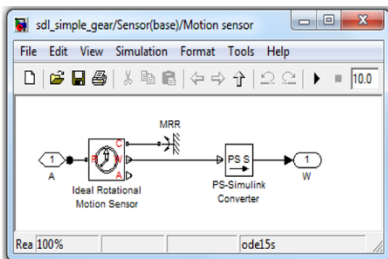 sdl_simple_gear/Sensor(base)/Motion sensor
File Edit View Simulation Format Tools Help
10.0
MRR
1
A
R
C
W
A
Ideal Rotational
Motion Sensor
PS S
PS-Simulink
Converter
1
W
Rea 100% ode15s